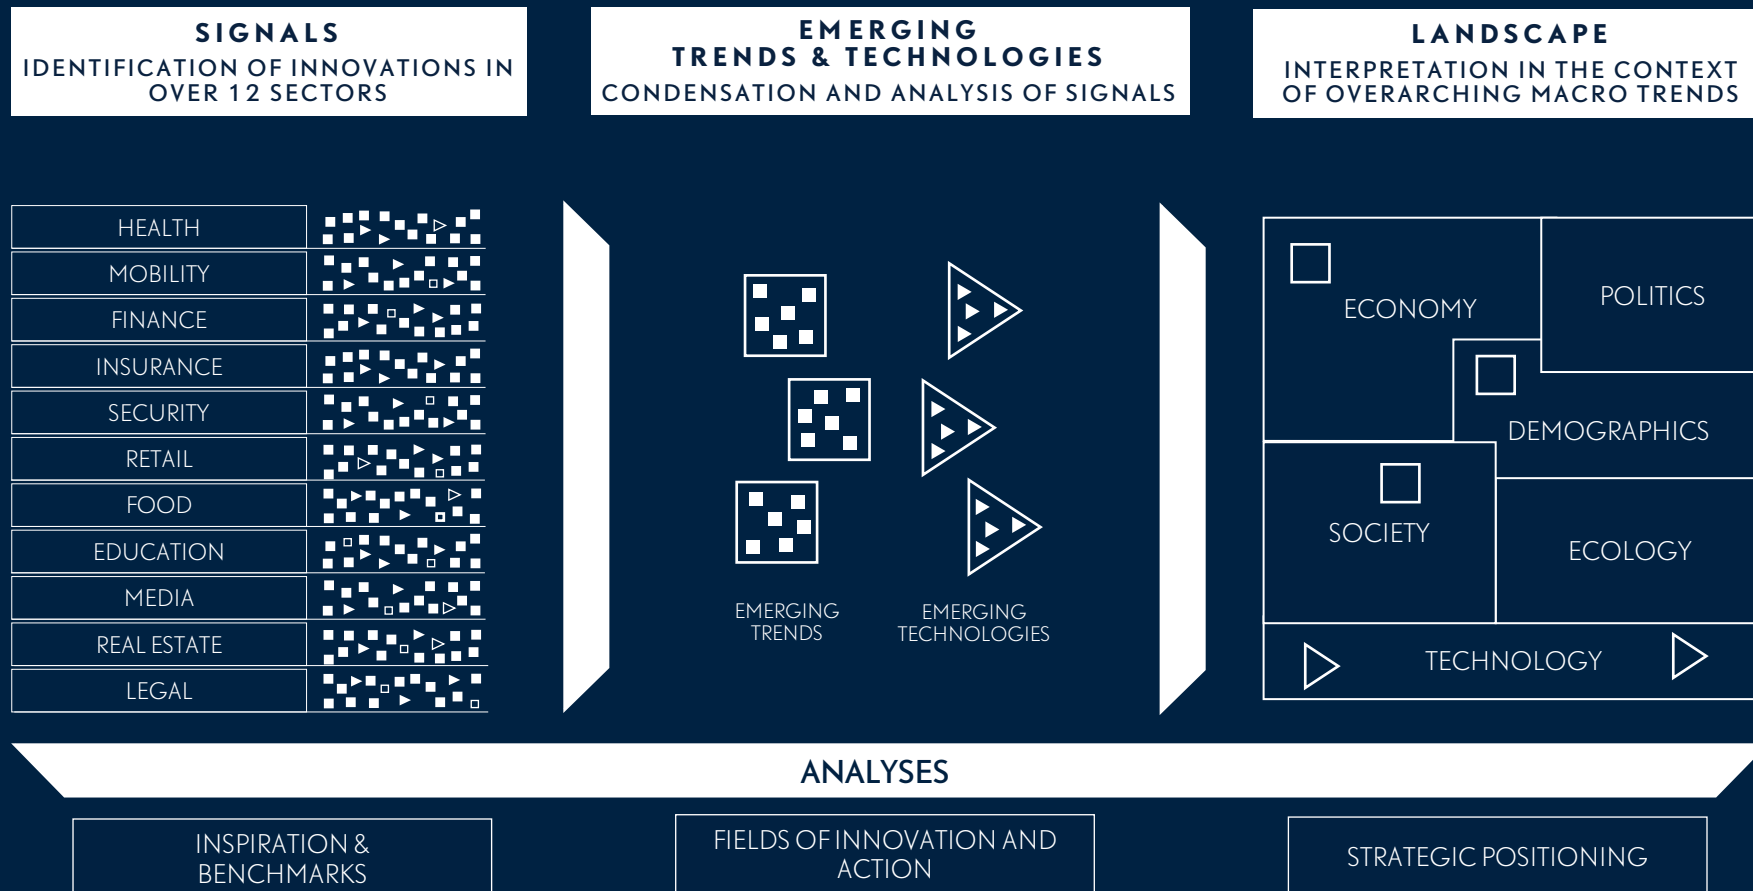 SIGNALS
IDENTIFICATION OF INNOVATIONS IN
OVER 12 SECTORS
EMERGING
TRENDS & TECHNOLOGIES
CONDENSATION AND ANALYSIS OF SIGNALS
LANDSCAPE
INTERPRETATION IN THE CONTEXT
OF OVERARCHING MACRO TRENDS
HEALTH
MOBILITY
FINANCE
INSURANCE
SECURITY
RETAIL
FOOD
EDUCATION
MEDIA
REAL ESTATE
LEGAL
EMERGING
TRENDS
EMERGING
TECHNOLOGIES
ECONOMY
POLITICS
DEMOGRAPHICS
SOCIETY
ECOLOGY
TECHNOLOGY
ANALYSES
INSPIRATION &
BENCHMARKS
FIELDS OF INNOVATION AND
ACTION
STRATEGIC POSITIONING